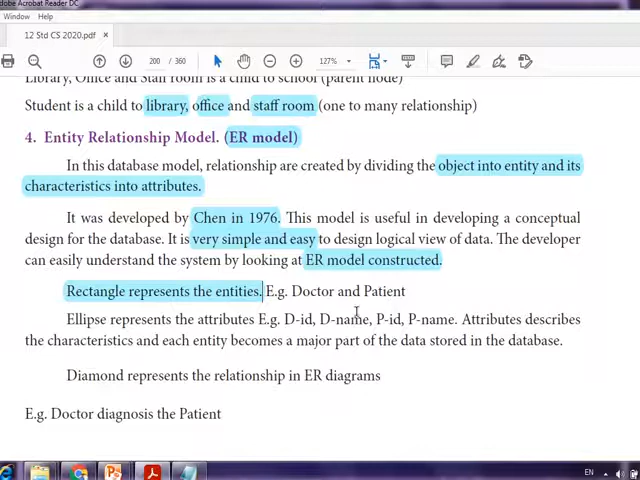 dobe Acrobat Reader DC
Window Help
12 Std CS 2020.pdf ×
200 / 360 127%
Library, Office and Staff room is a child to school (parent node)
Student is a child to library, office and staff room (one to many relationship)
4. Entity Relationship Model. (ER model)
In this database model, relationship are created by dividing the object into entity and its
characteristics into attributes.
It was developed by Chen in 1976. This model is useful in developing a conceptual
design for the database. It is very simple and easy to design logical view of data. The developer
can easily understand the system by looking at ER model constructed.
Rectangle represents the entities. E.g. Doctor and Patient
Ellipse represents the attributes E.g. D-id, D-name, P-id, P-name. Attributes describes
the characteristics and each entity becomes a major part of the data stored in the database.
Diamond represents the relationship in ER diagrams
E.g. Doctor diagnosis the Patient
EN